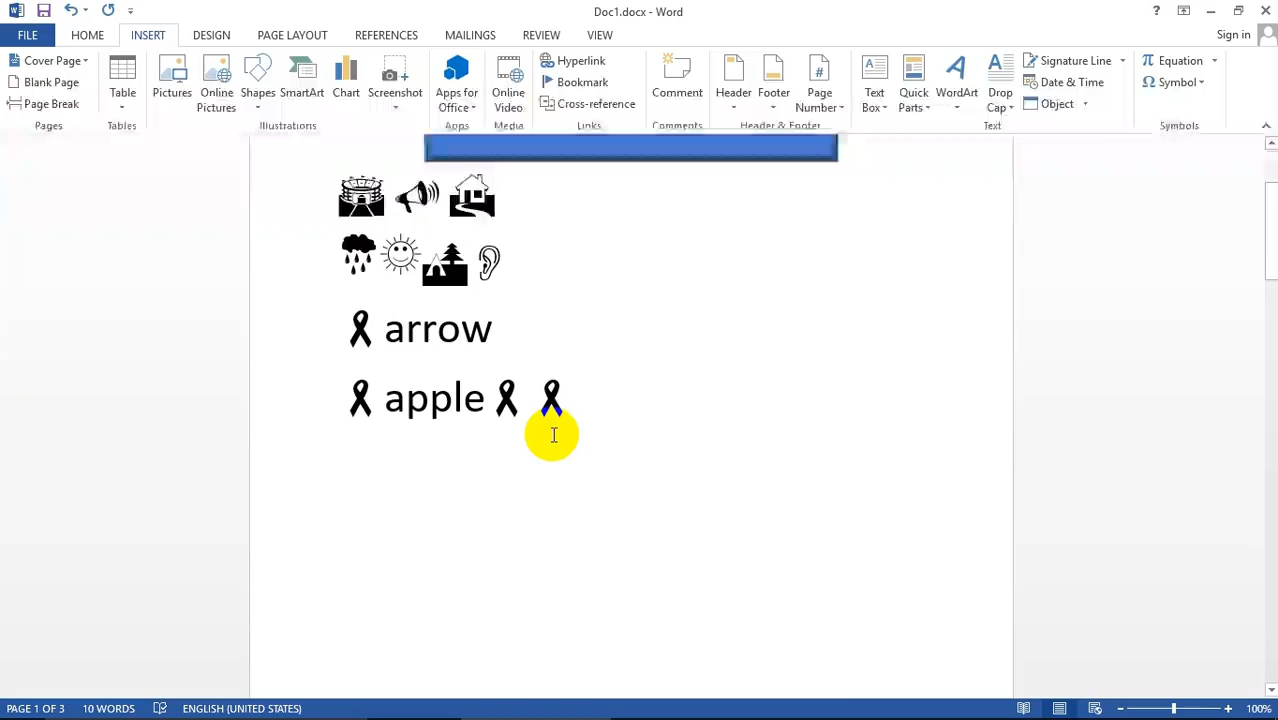 Doc1.docx - Word
?
FILE HOME INSERT DESIGN PAGE LAYOUT REFERENCES MAILINGS REVIEW VIEW Sign in
Cover Page
Blank Page
Page Break
Pages
Table
Tables
Pictures
Online Pictures
Shapes
SmartArt
Chart
Screenshot
Illustrations
Apps for Office
Apps
Online Video
Media
Hyperlink
Bookmark
Cross-reference
Links
Comment
Comments
Header
Footer
Page Number
Header & Footer
Text Box
Quick Parts
WordArt
Drop Cap
Signature Line
Date & Time
Object
Text
Equation
Symbol
Symbols
arrow
apple
PAGE 1 OF 3 10 WORDS ENGLISH (UNITED STATES) 100%